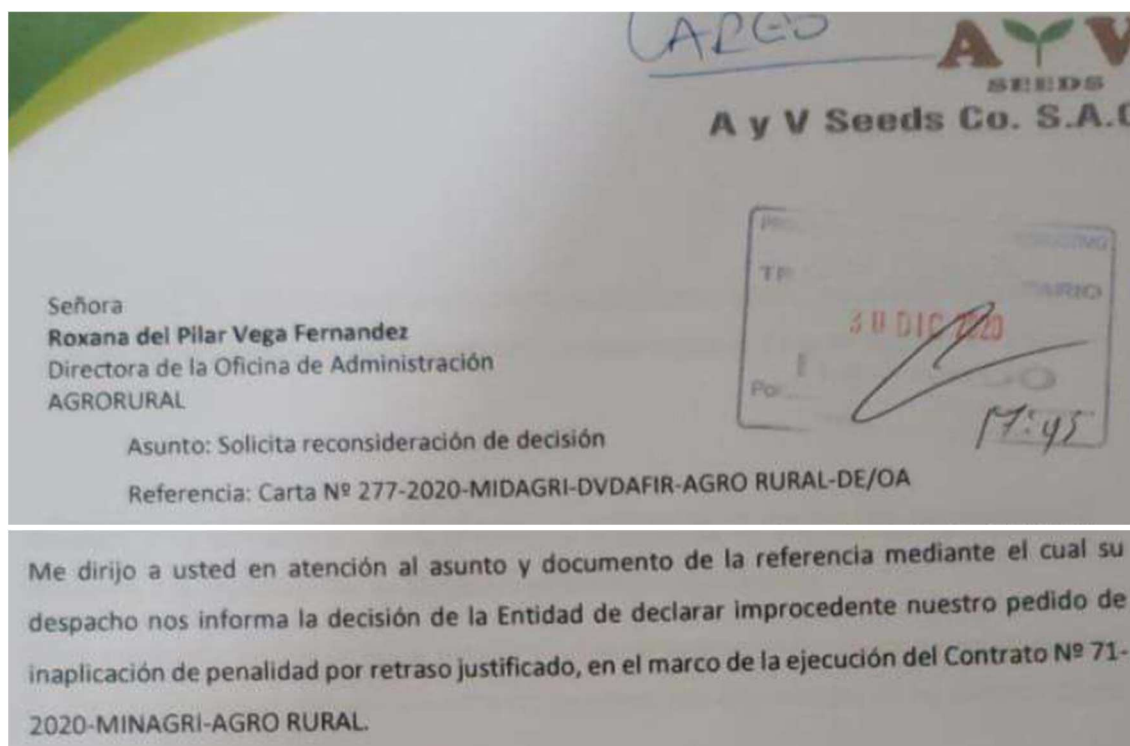 CARGO
A Y V
SEEDS
A y V Seeds Co. S.A.C
30 DIC 2020
17:45
Señora
Roxana del Pilar Vega Fernandez
Directora de la Oficina de Administración
AGRORURAL
Asunto: Solicita reconsideración de decisión
Referencia: Carta Nº 277-2020-MIDAGRI-DVDAFIR-AGRO RURAL-DE/OA
Me dirijo a usted en atención al asunto y documento de la referencia mediante el cual su
despacho nos informa la decisión de la Entidad de declarar improcedente nuestro pedido de
inaplicación de penalidad por retraso justificado, en el marco de la ejecución del Contrato Nº 71-
2020-MINAGRI-AGRO RURAL.